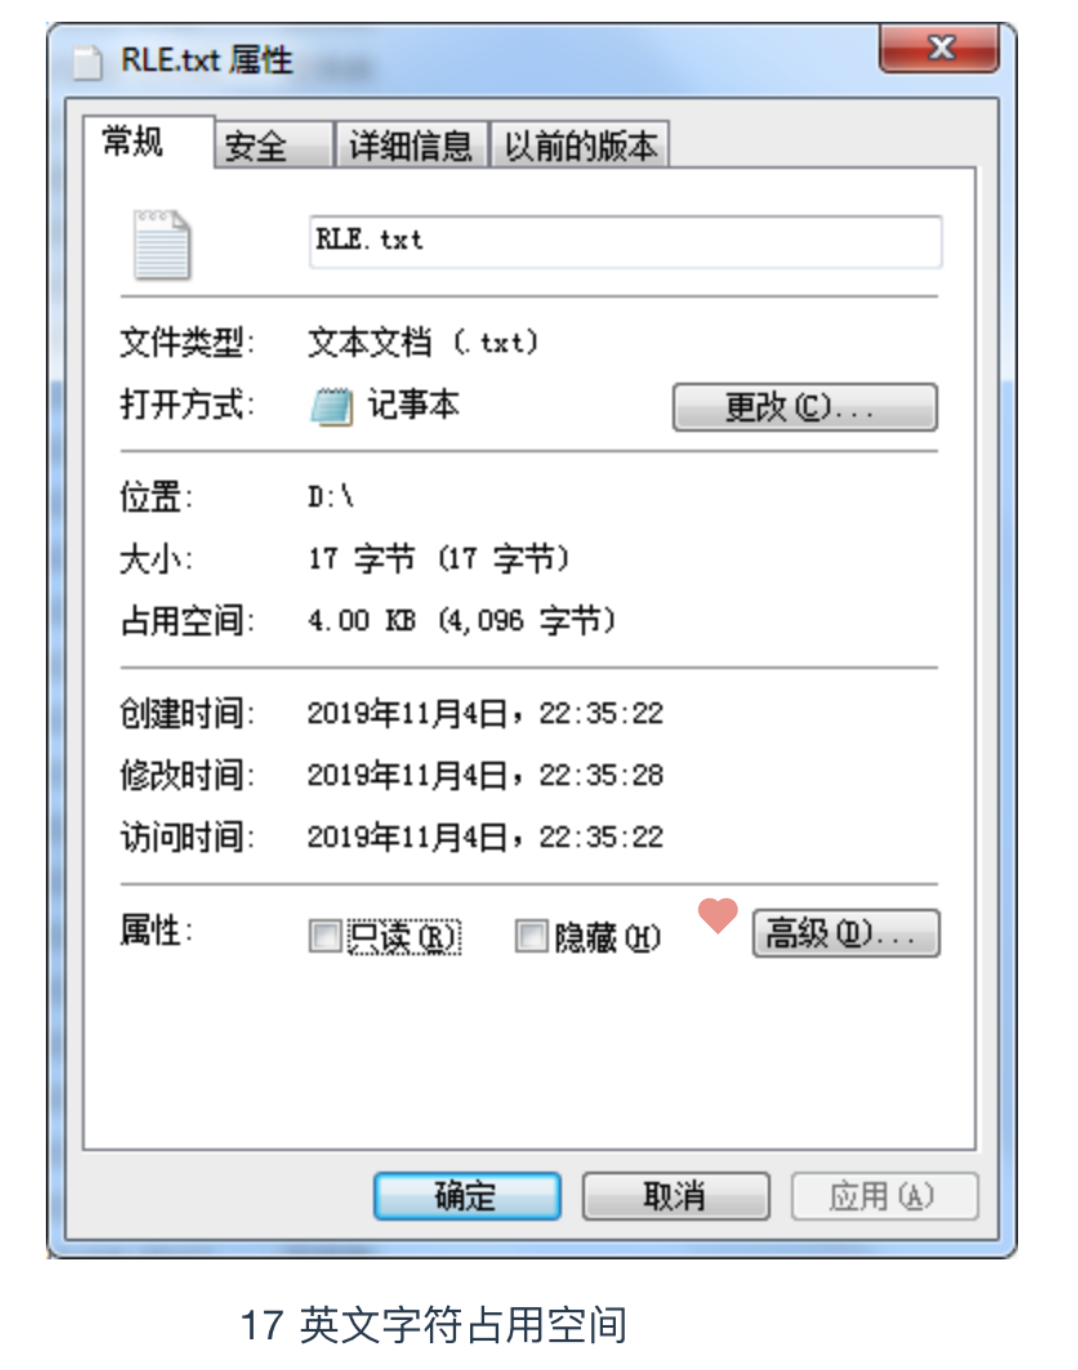 RLE.txt 属性
常规 安全 详细信息 以前的版本
RLE.txt
文件类型: 文本文档 (.txt)
打开方式: 记事本 更改(C)...
位置: D:\
大小: 17 字节 (17 字节)
占用空间: 4.00 KB (4,096 字节)
创建时间: 2019年11月4日，22:35:22
修改时间: 2019年11月4日，22:35:28
访问时间: 2019年11月4日，22:35:22
属性: 只读(R) 隐藏(H) 高级(D)...
确定 取消 应用(A)
17 英文字符占用空间